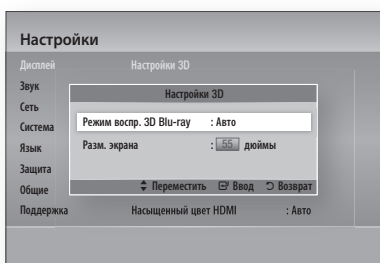 Настройки
Дисплей Настройки 3D
Звук
Настройки 3D
Сеть
Система Режим воспр. 3D Blu-ray : Авто
Язык Разм. экрана : 55 дюймы
Защита
Общие Переместить Ввод Возврат
Поддержка Насыщенный цвет HDMI : Авто